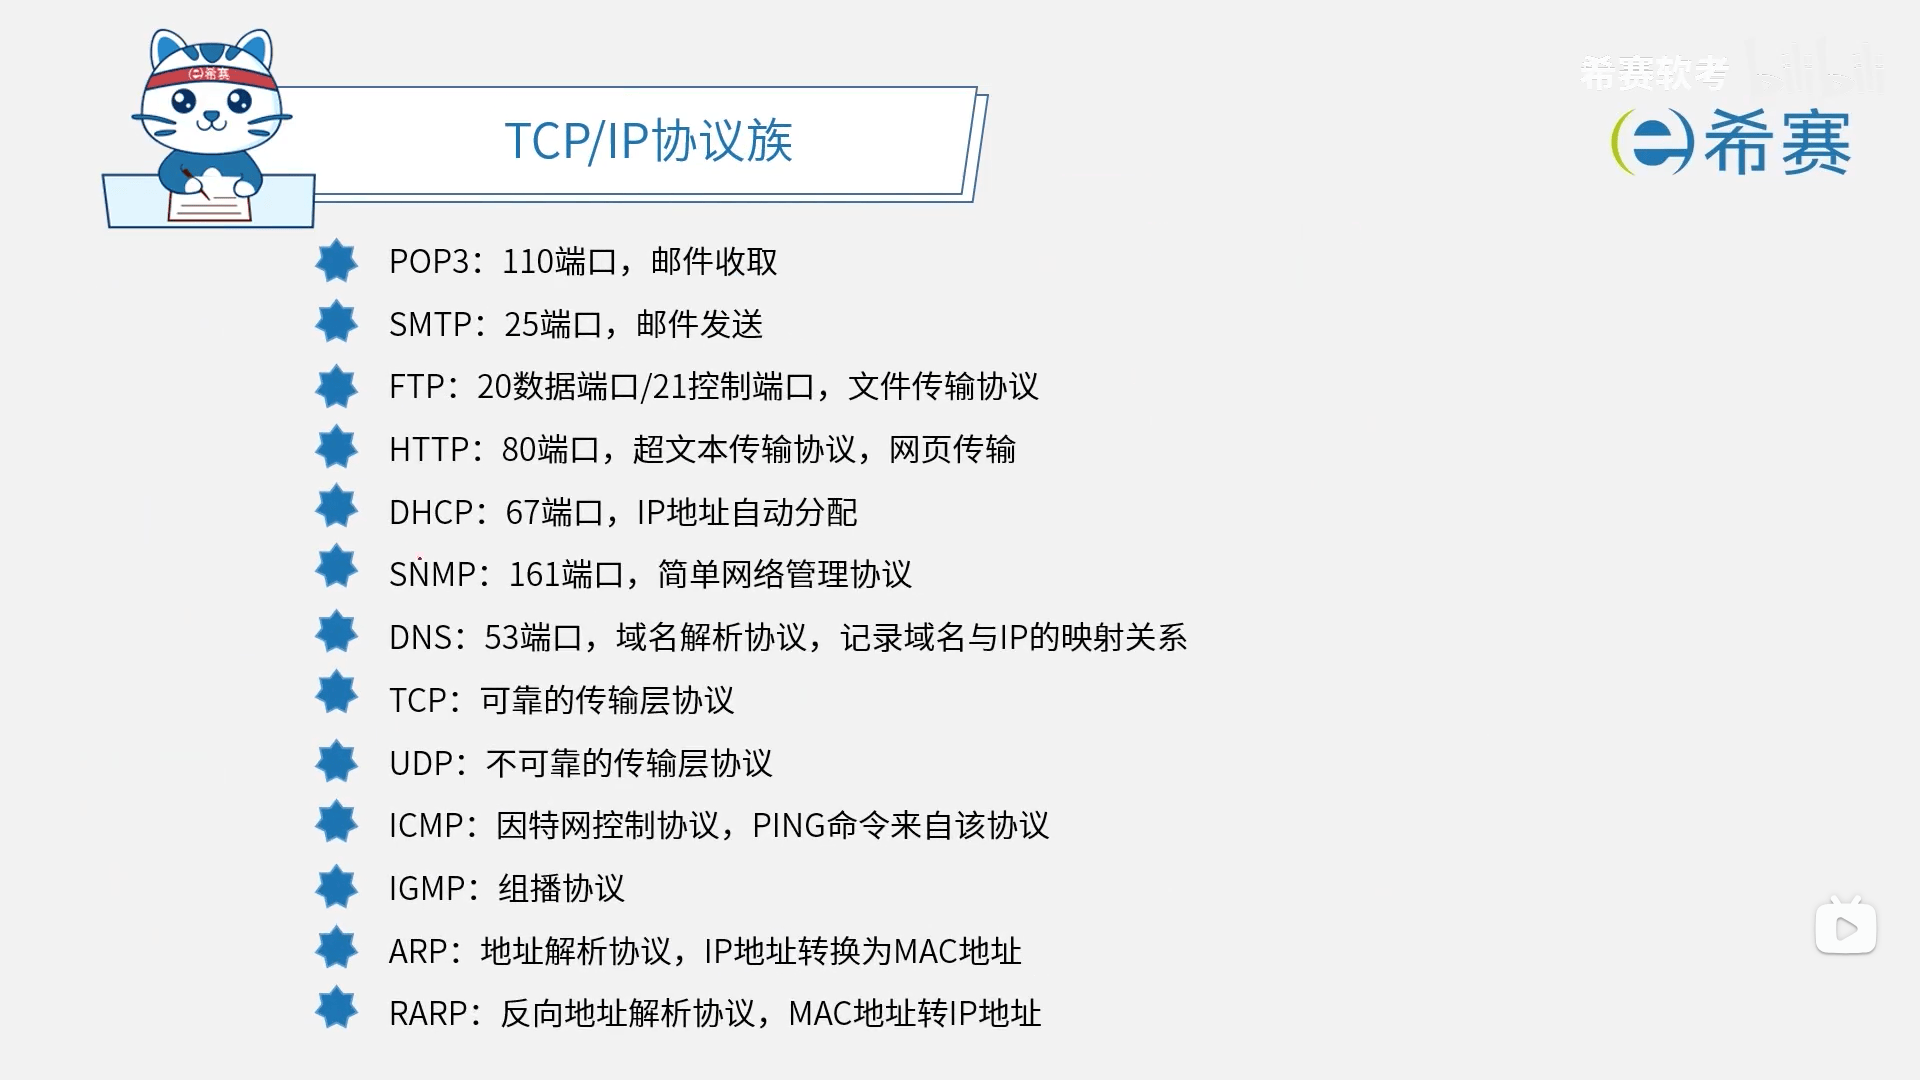 希赛
希赛软考 bilibili
希赛
TCP/IP协议族
POP3：110端口，邮件收取
SMTP：25端口，邮件发送
FTP：20数据端口/21控制端口，文件传输协议
HTTP：80端口，超文本传输协议，网页传输
DHCP：67端口，IP地址自动分配
SNMP：161端口，简单网络管理协议
DNS：53端口，域名解析协议，记录域名与IP的映射关系
TCP：可靠的传输层协议
UDP：不可靠的传输层协议
ICMP：因特网控制协议，PING命令来自该协议
IGMP：组播协议
ARP：地址解析协议，IP地址转换为MAC地址
RARP：反向地址解析协议，MAC地址转IP地址